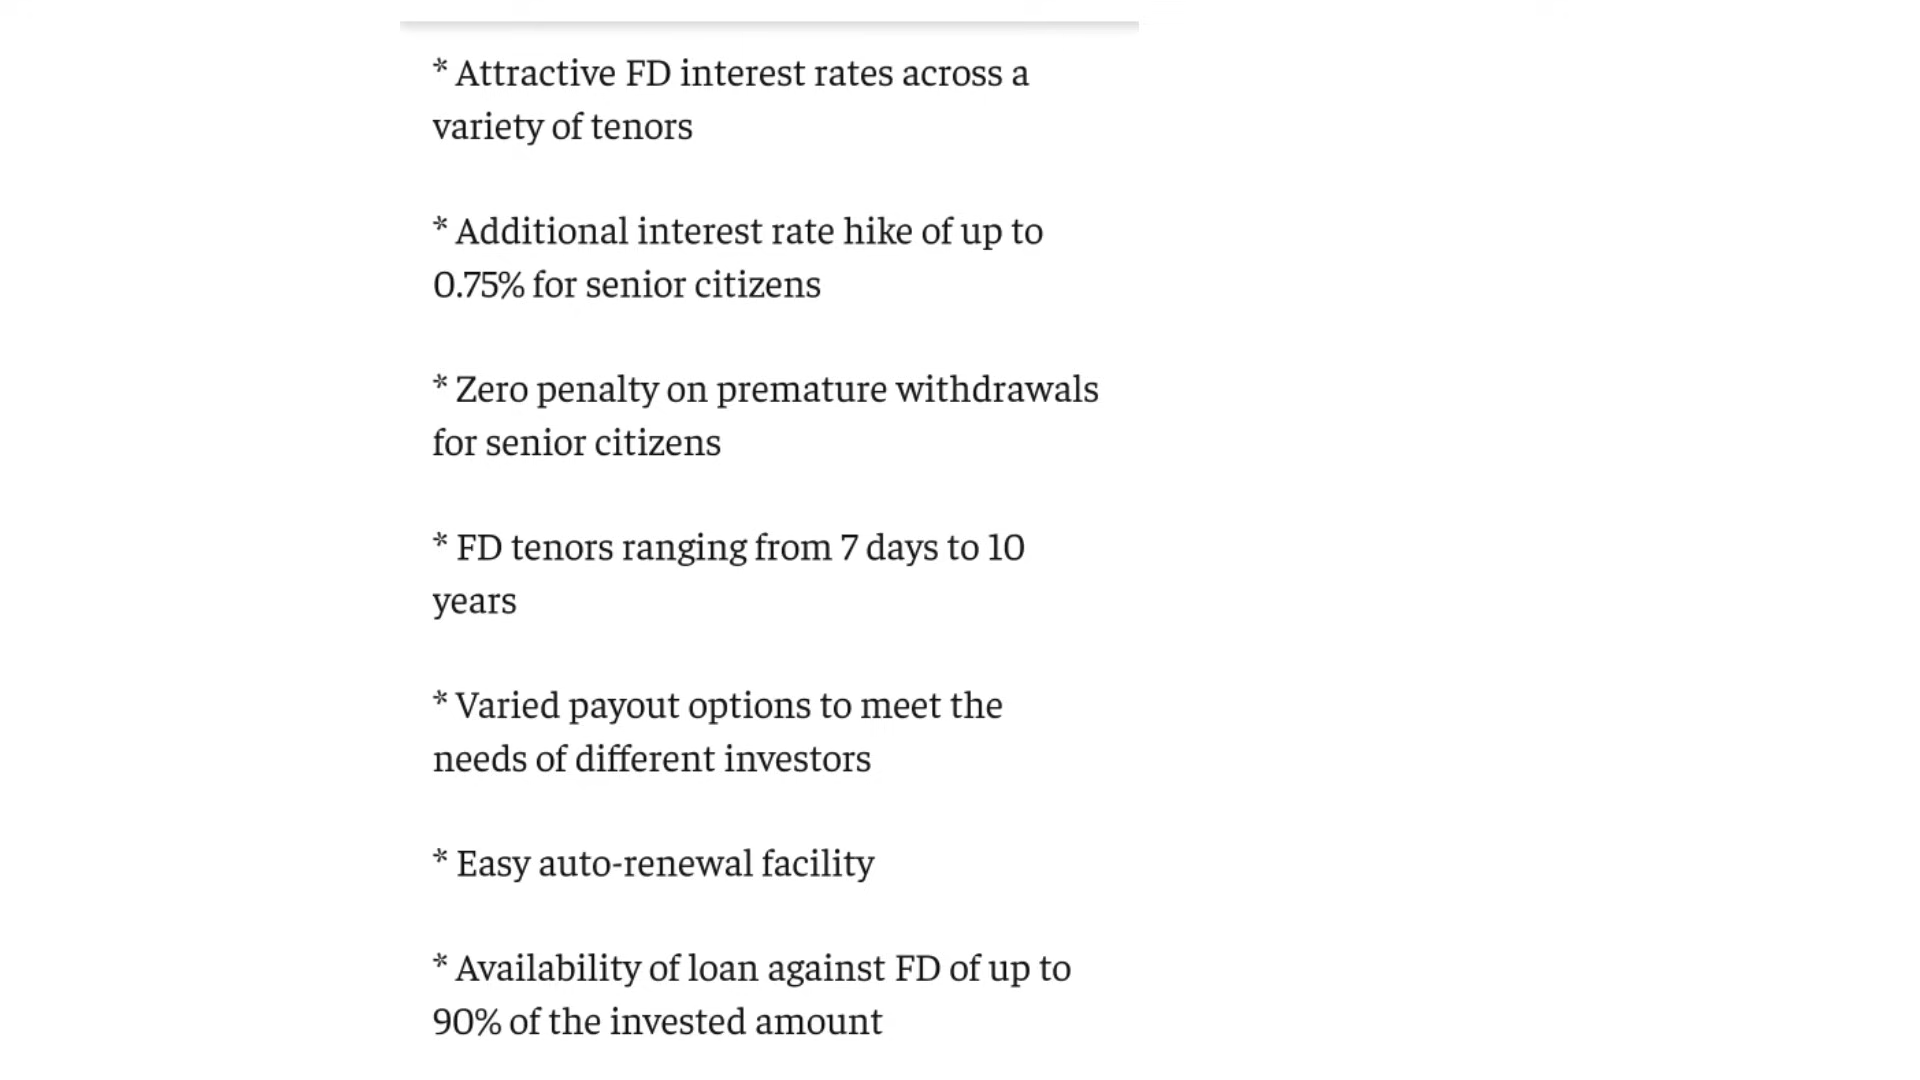 * Attractive FD interest rates across a
variety of tenors
* Additional interest rate hike of up to
0.75% for senior citizens
* Zero penalty on premature withdrawals
for senior citizens
* FD tenors ranging from 7 days to 10
years
* Varied payout options to meet the
needs of different investors
* Easy auto-renewal facility
* Availability of loan against FD of up to
90% of the invested amount